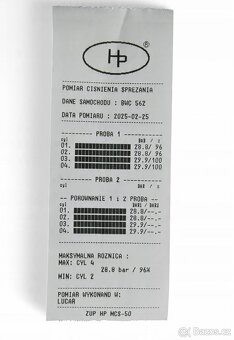 HP ®
POMIAR CISNIENIA SPREZANIA
DANE SAMOCHODU : BWC 562
DATA POMIARU : 2025-02-25
PROBA 1
cyl BAR / %
01. 28.8/ 96
02. 28.8/ 96
03. 29.9/100
04. 29.9/100
PROBA 2
cyl BAR / %
POROWNANIE 1 i 2 PROBA
01. 28.8/--.-
02. 28.8/--.-
03. 29.9/--.-
04. 29.9/--.-
MAKSYMALNA ROZNICA :
MAX: CYL 4
28.8 bar / 96%
MIN: CYL 2
POMIAR WYKONANO W:
LUCAR
ZUP HP MCS-50
Bazos.cz